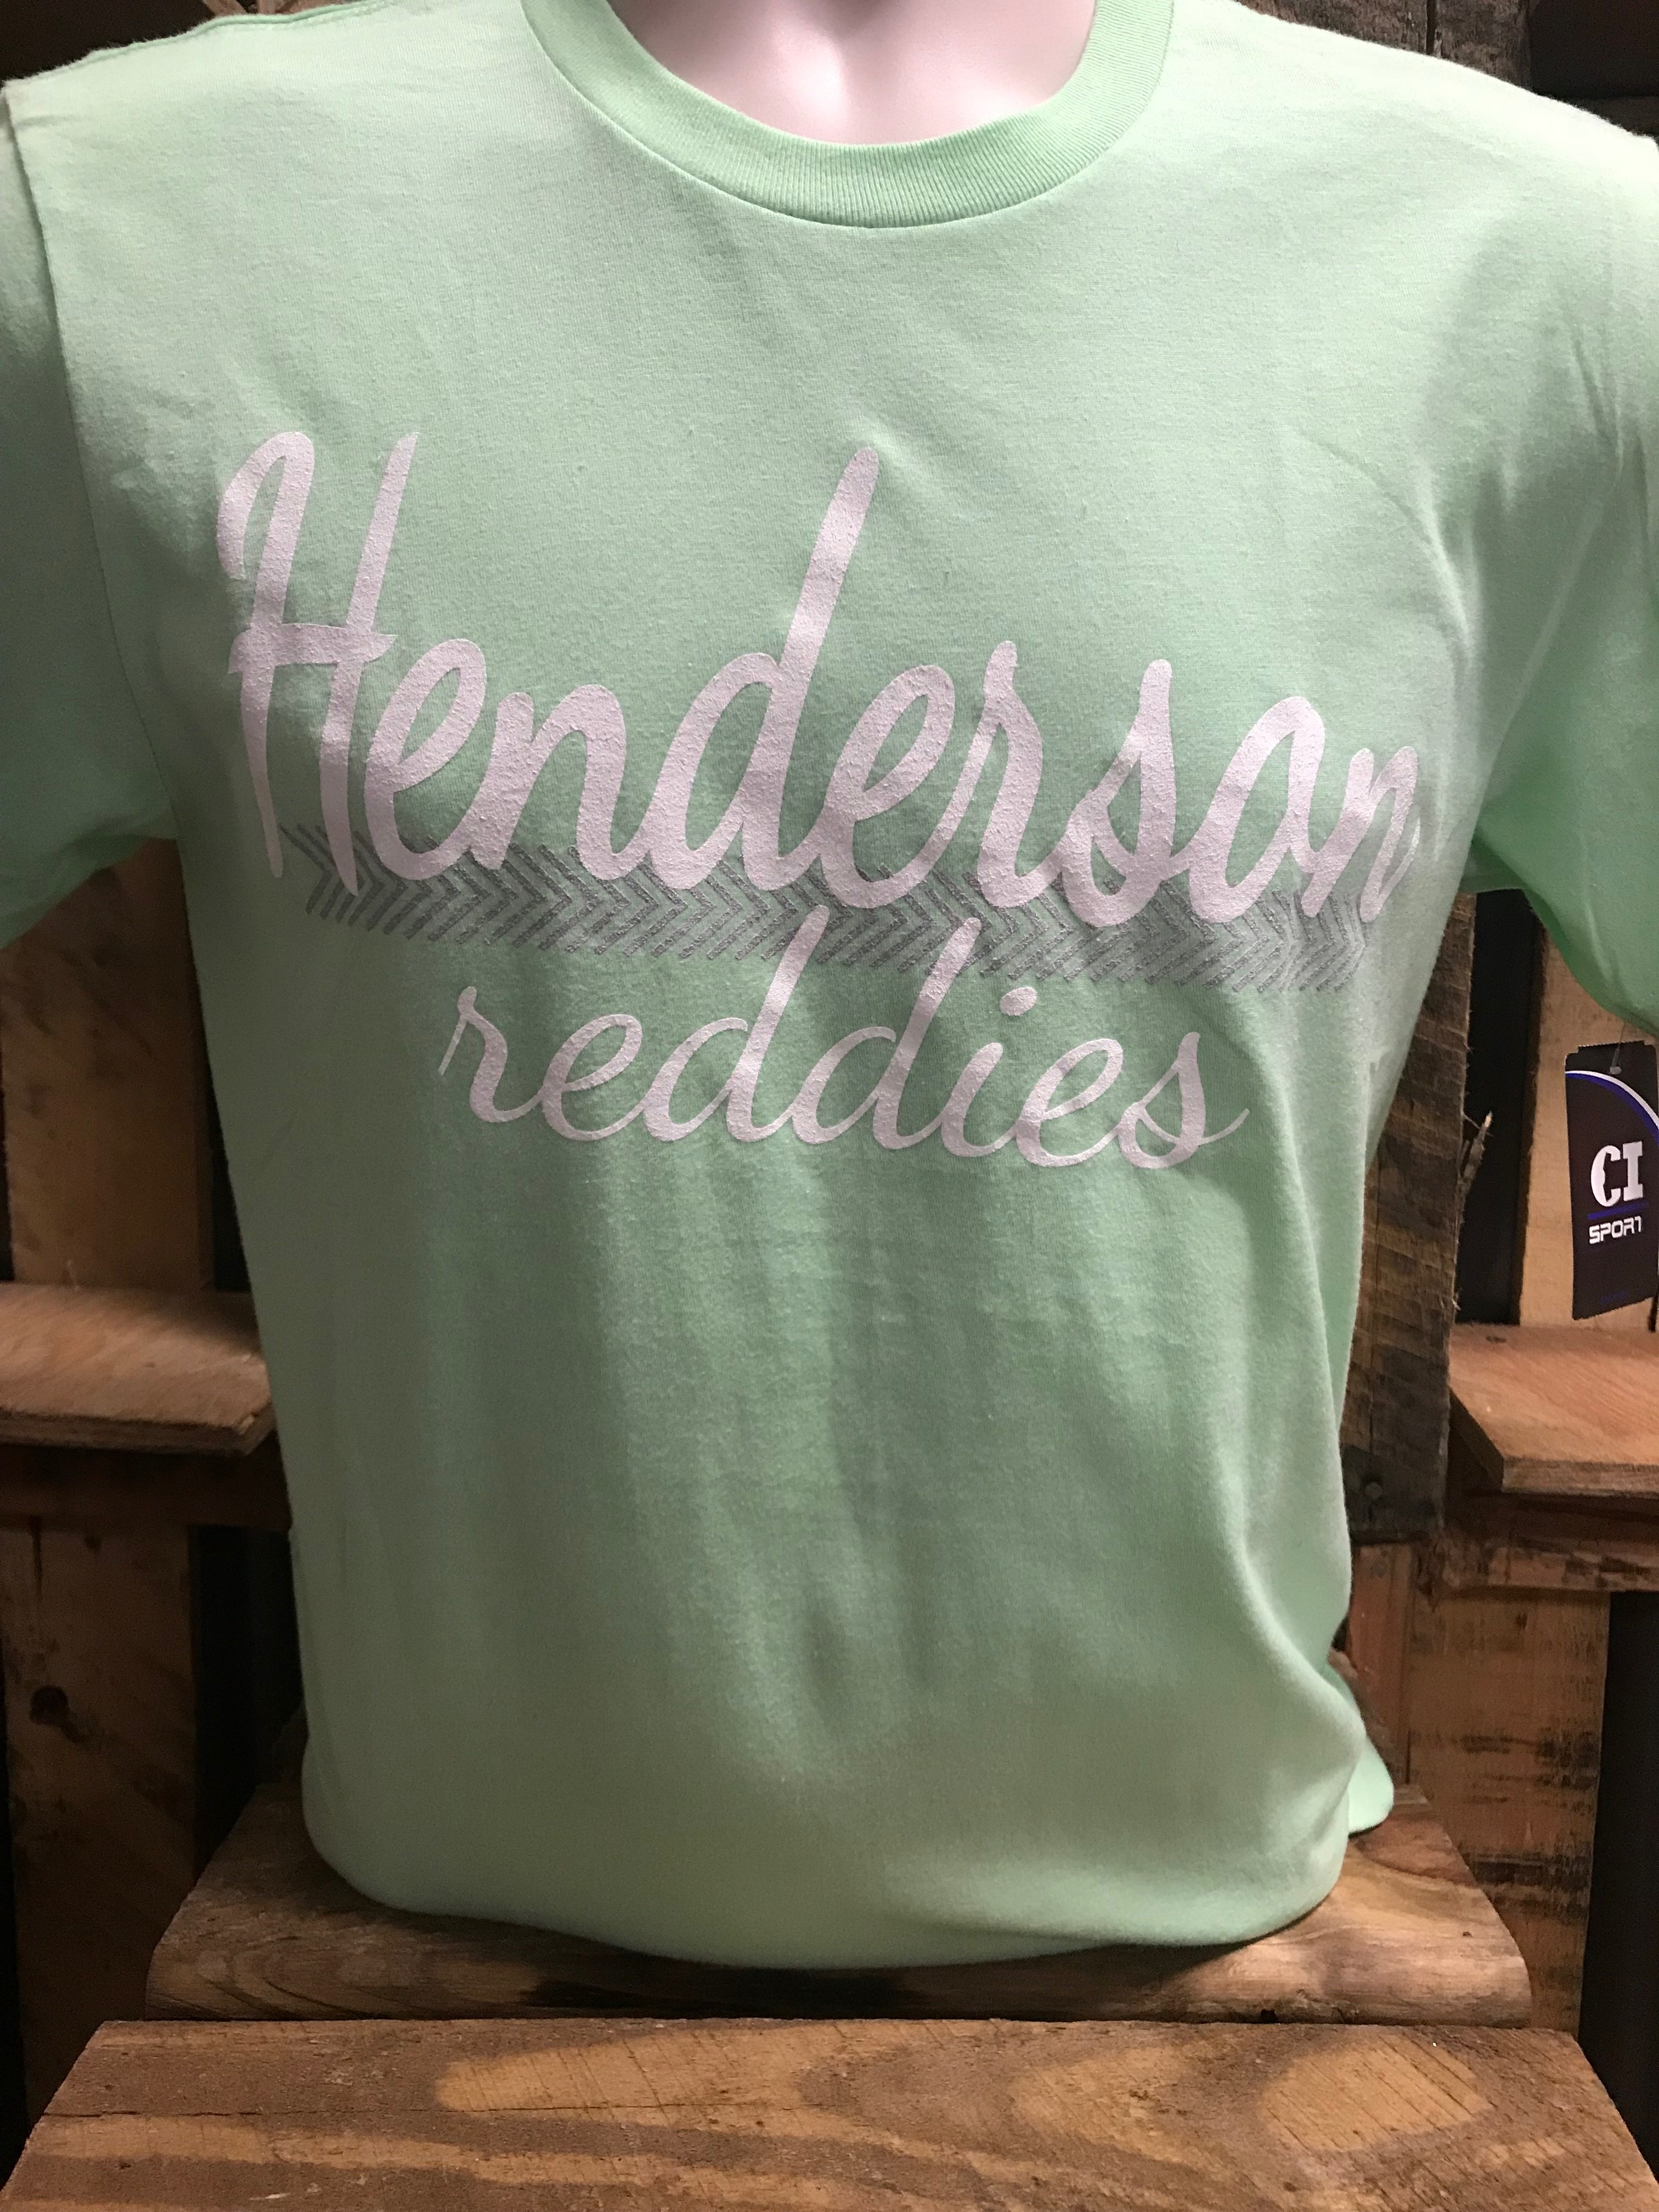 Henderson
reddies
CI
SPORT